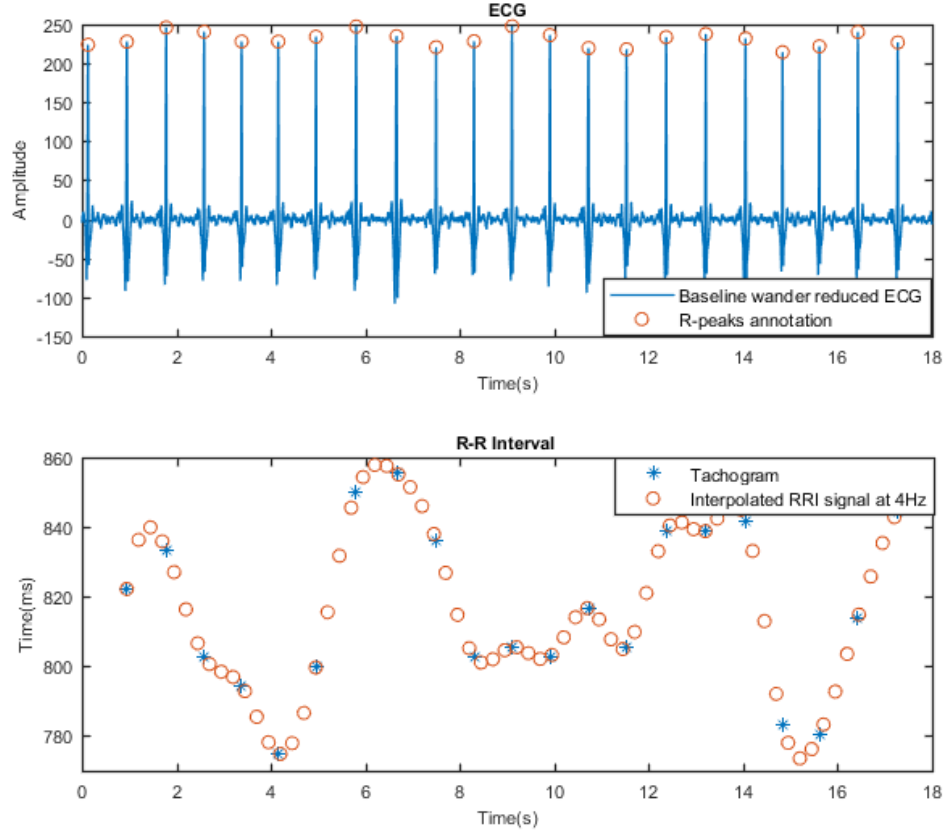 ECG
250
200
150
100
50
0
-50
-100
-150
Amplitude
Baseline wander reduced ECG
R-peaks annotation
0 2 4 6 8 10 12 14 16 18
Time(s)
R-R Interval
860
840
820
800
780
Time(ms)
Tachogram
Interpolated RRI signal at 4Hz
0 2 4 6 8 10 12 14 16 18
Time(s)